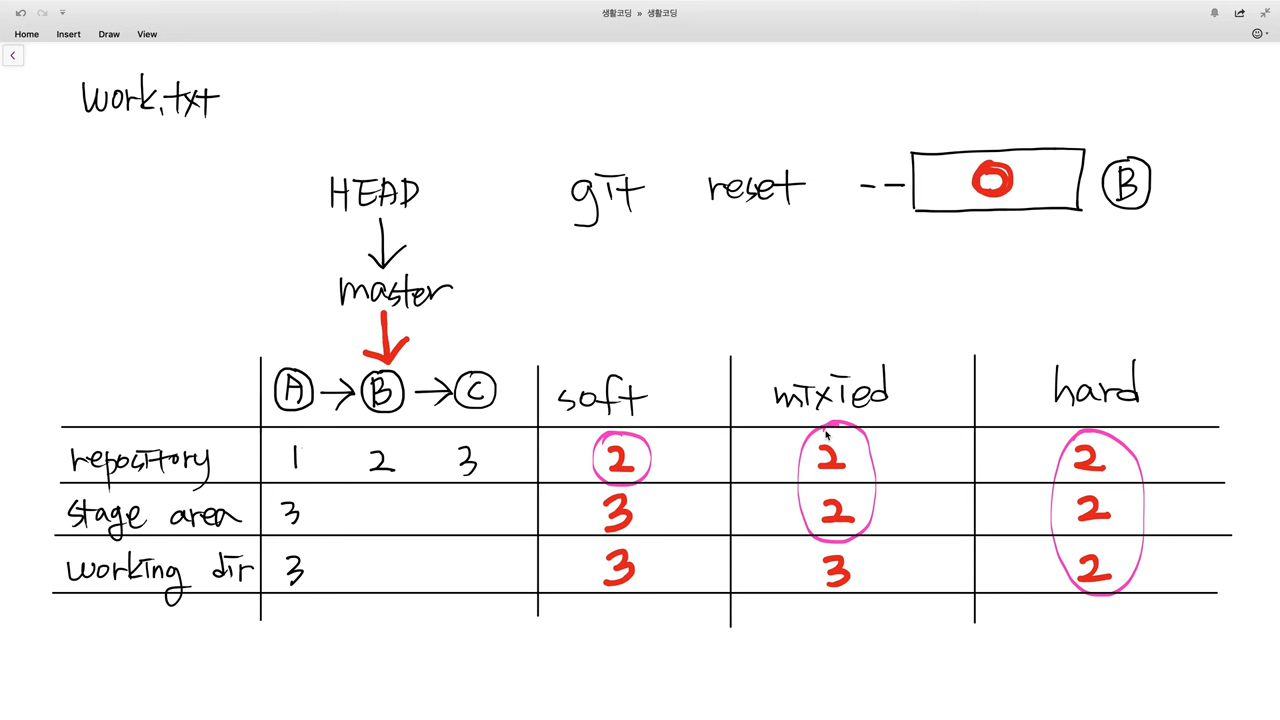 생활코딩 » 생활코딩
Home Insert Draw View
work.txt
HEAD git reset -- O B
master
A → B → C soft mixied hard
repository 1 2 3 2 2 2
stage area 3 3 2 2
working dir 3 3 3 2